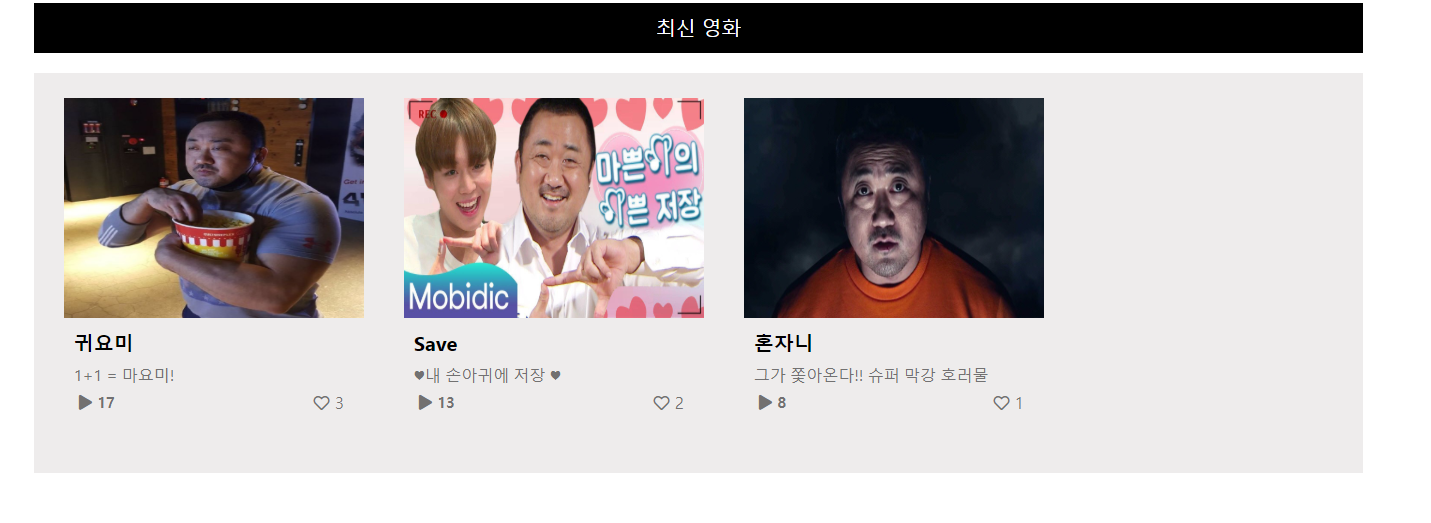 최신 영화
REC
마쁜손의
예쁜 저장
Mobidic
귀요미
1+1 = 마요미!
17
3
Save
♥내 손아귀에 저장 ♥
13
2
혼자니
그가 쫓아온다!! 슈퍼 막강 호러물
8
1